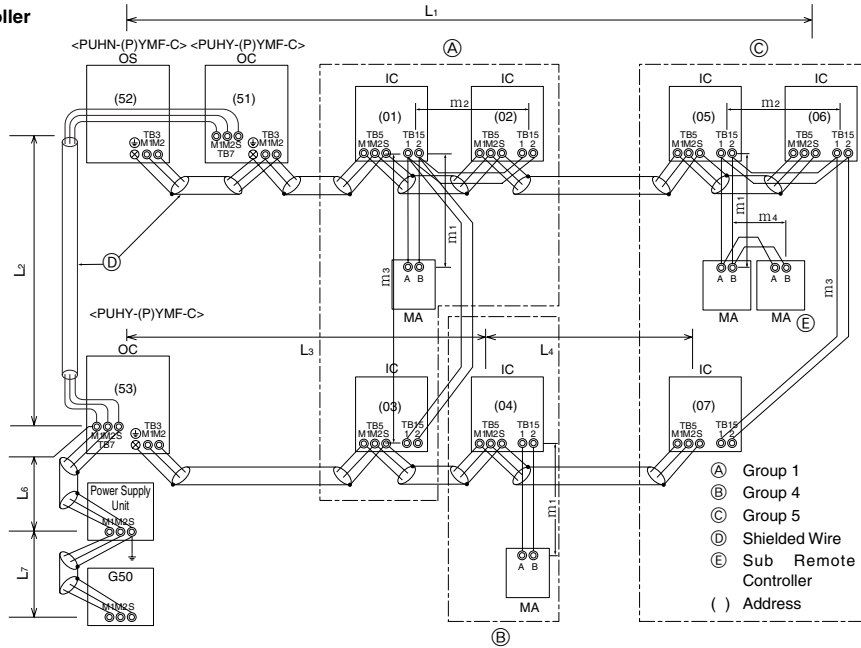 oller
L1
<PUHN-(P)YMF-C> <PUHY-(P)YMF-C>
OS OC
A C
IC IC IC IC
(52) (51) (01) (02) (05) (06)
m2 m2
TB3 M1M2 M1M2S TB7 TB3 M1M2
TB5 M1M2S TB15 1 2 TB5 M1M2S TB15 1 2
TB5 M1M2S TB15 1 2 TB5 M1M2S TB15 1 2
m1 m1
m4
L2 D m3 m3
A B A B A B
MA MA MA E
<PUHY-(P)YMF-C>
OC L3 L4
IC IC IC
(53) (03) (04) (07)
M1M2S TB7 TB3 M1M2
TB5 M1M2S TB15 1 2 TB5 M1M2S TB15 1 2 TB5 M1M2S TB15 1 2
L6 Power Supply
Unit
M1M2S
m1
L7 G50
M1M2S
A B
MA
B
A Group 1
B Group 4
C Group 5
D Shielded Wire
E Sub Remote
Controller
( ) Address